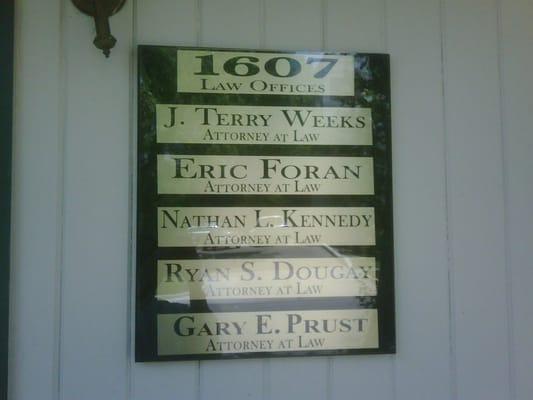 1607
LAW OFFICES
J. TERRY WEEKS
ATTORNEY AT LAW
ERIC FORAN
ATTORNEY AT LAW
NATHAN L. KENNEDY
ATTORNEY AT LAW
RYAN S. DOUGAY
ATTORNEY AT LAW
GARY E. PRUST
ATTORNEY AT LAW